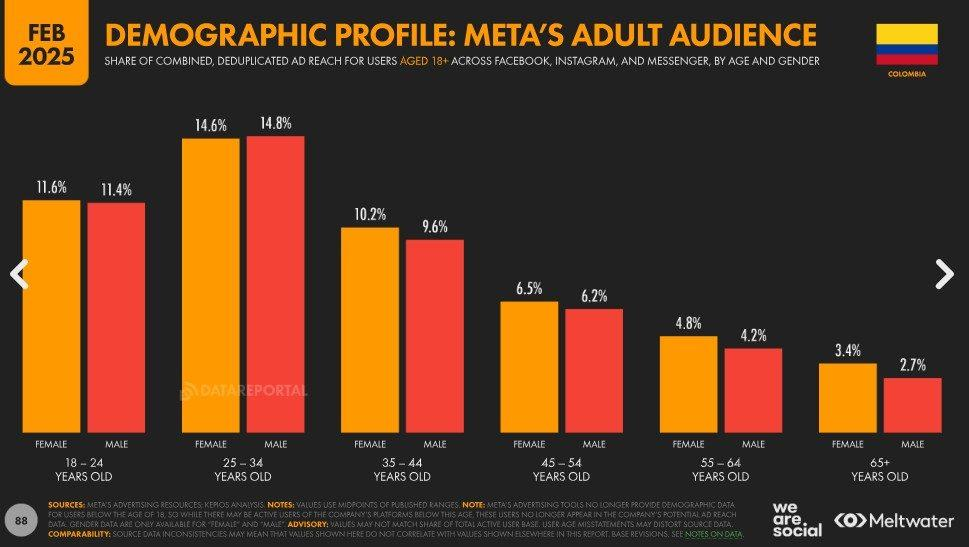 FEB
2025
DEMOGRAPHIC PROFILE: META'S ADULT AUDIENCE
SHARE OF COMBINED, DEDUPLICATED AD REACH FOR USERS AGED 18+ ACROSS FACEBOOK, INSTAGRAM, AND MESSENGER, BY AGE AND GENDER
COLOMBIA
11.6% 11.4% 14.6% 14.8% 10.2% 9.6% 6.5% 6.2% 4.8% 4.2% 3.4% 2.7%
DATAREPORTAL
FEMALE MALE FEMALE MALE FEMALE MALE FEMALE MALE FEMALE MALE FEMALE MALE
18 – 24 25 – 34 35 – 44 45 – 54 55 – 64 65+
YEARS OLD YEARS OLD YEARS OLD YEARS OLD YEARS OLD YEARS OLD
88
SOURCES: META'S ADVERTISING RESOURCES; KEPIOS ANALYSIS. NOTES: VALUES USE MIDPOINTS OF PUBLISHED RANGES. NOTE: META'S ADVERTISING TOOLS NO LONGER PROVIDE DEMOGRAPHIC DATA
FOR USERS BELOW THE AGE OF 18, SO WHILE THERE MAY BE ACTIVE USERS OF THE COMPANY'S PLATFORMS BELOW THIS AGE, THESE USERS NO LONGER APPEAR IN THE COMPANY'S POTENTIAL AD REACH
DATA. GENDER DATA ARE ONLY AVAILABLE FOR "FEMALE" AND "MALE". ADVISORY: VALUES MAY NOT MATCH SHARE OF TOTAL ACTIVE USER BASE. USER AGE MISSTATEMENTS MAY DISTORT SOURCE DATA.
COMPARABILITY: SOURCE DATA INCONSISTENCIES MAY MEAN THAT VALUES SHOWN HERE DO NOT CORRELATE WITH VALUES SHOWN ELSEWHERE IN THIS REPORT. BASE REVISIONS. SEE NOTES ON DATA.
we
are
social
Meltwater